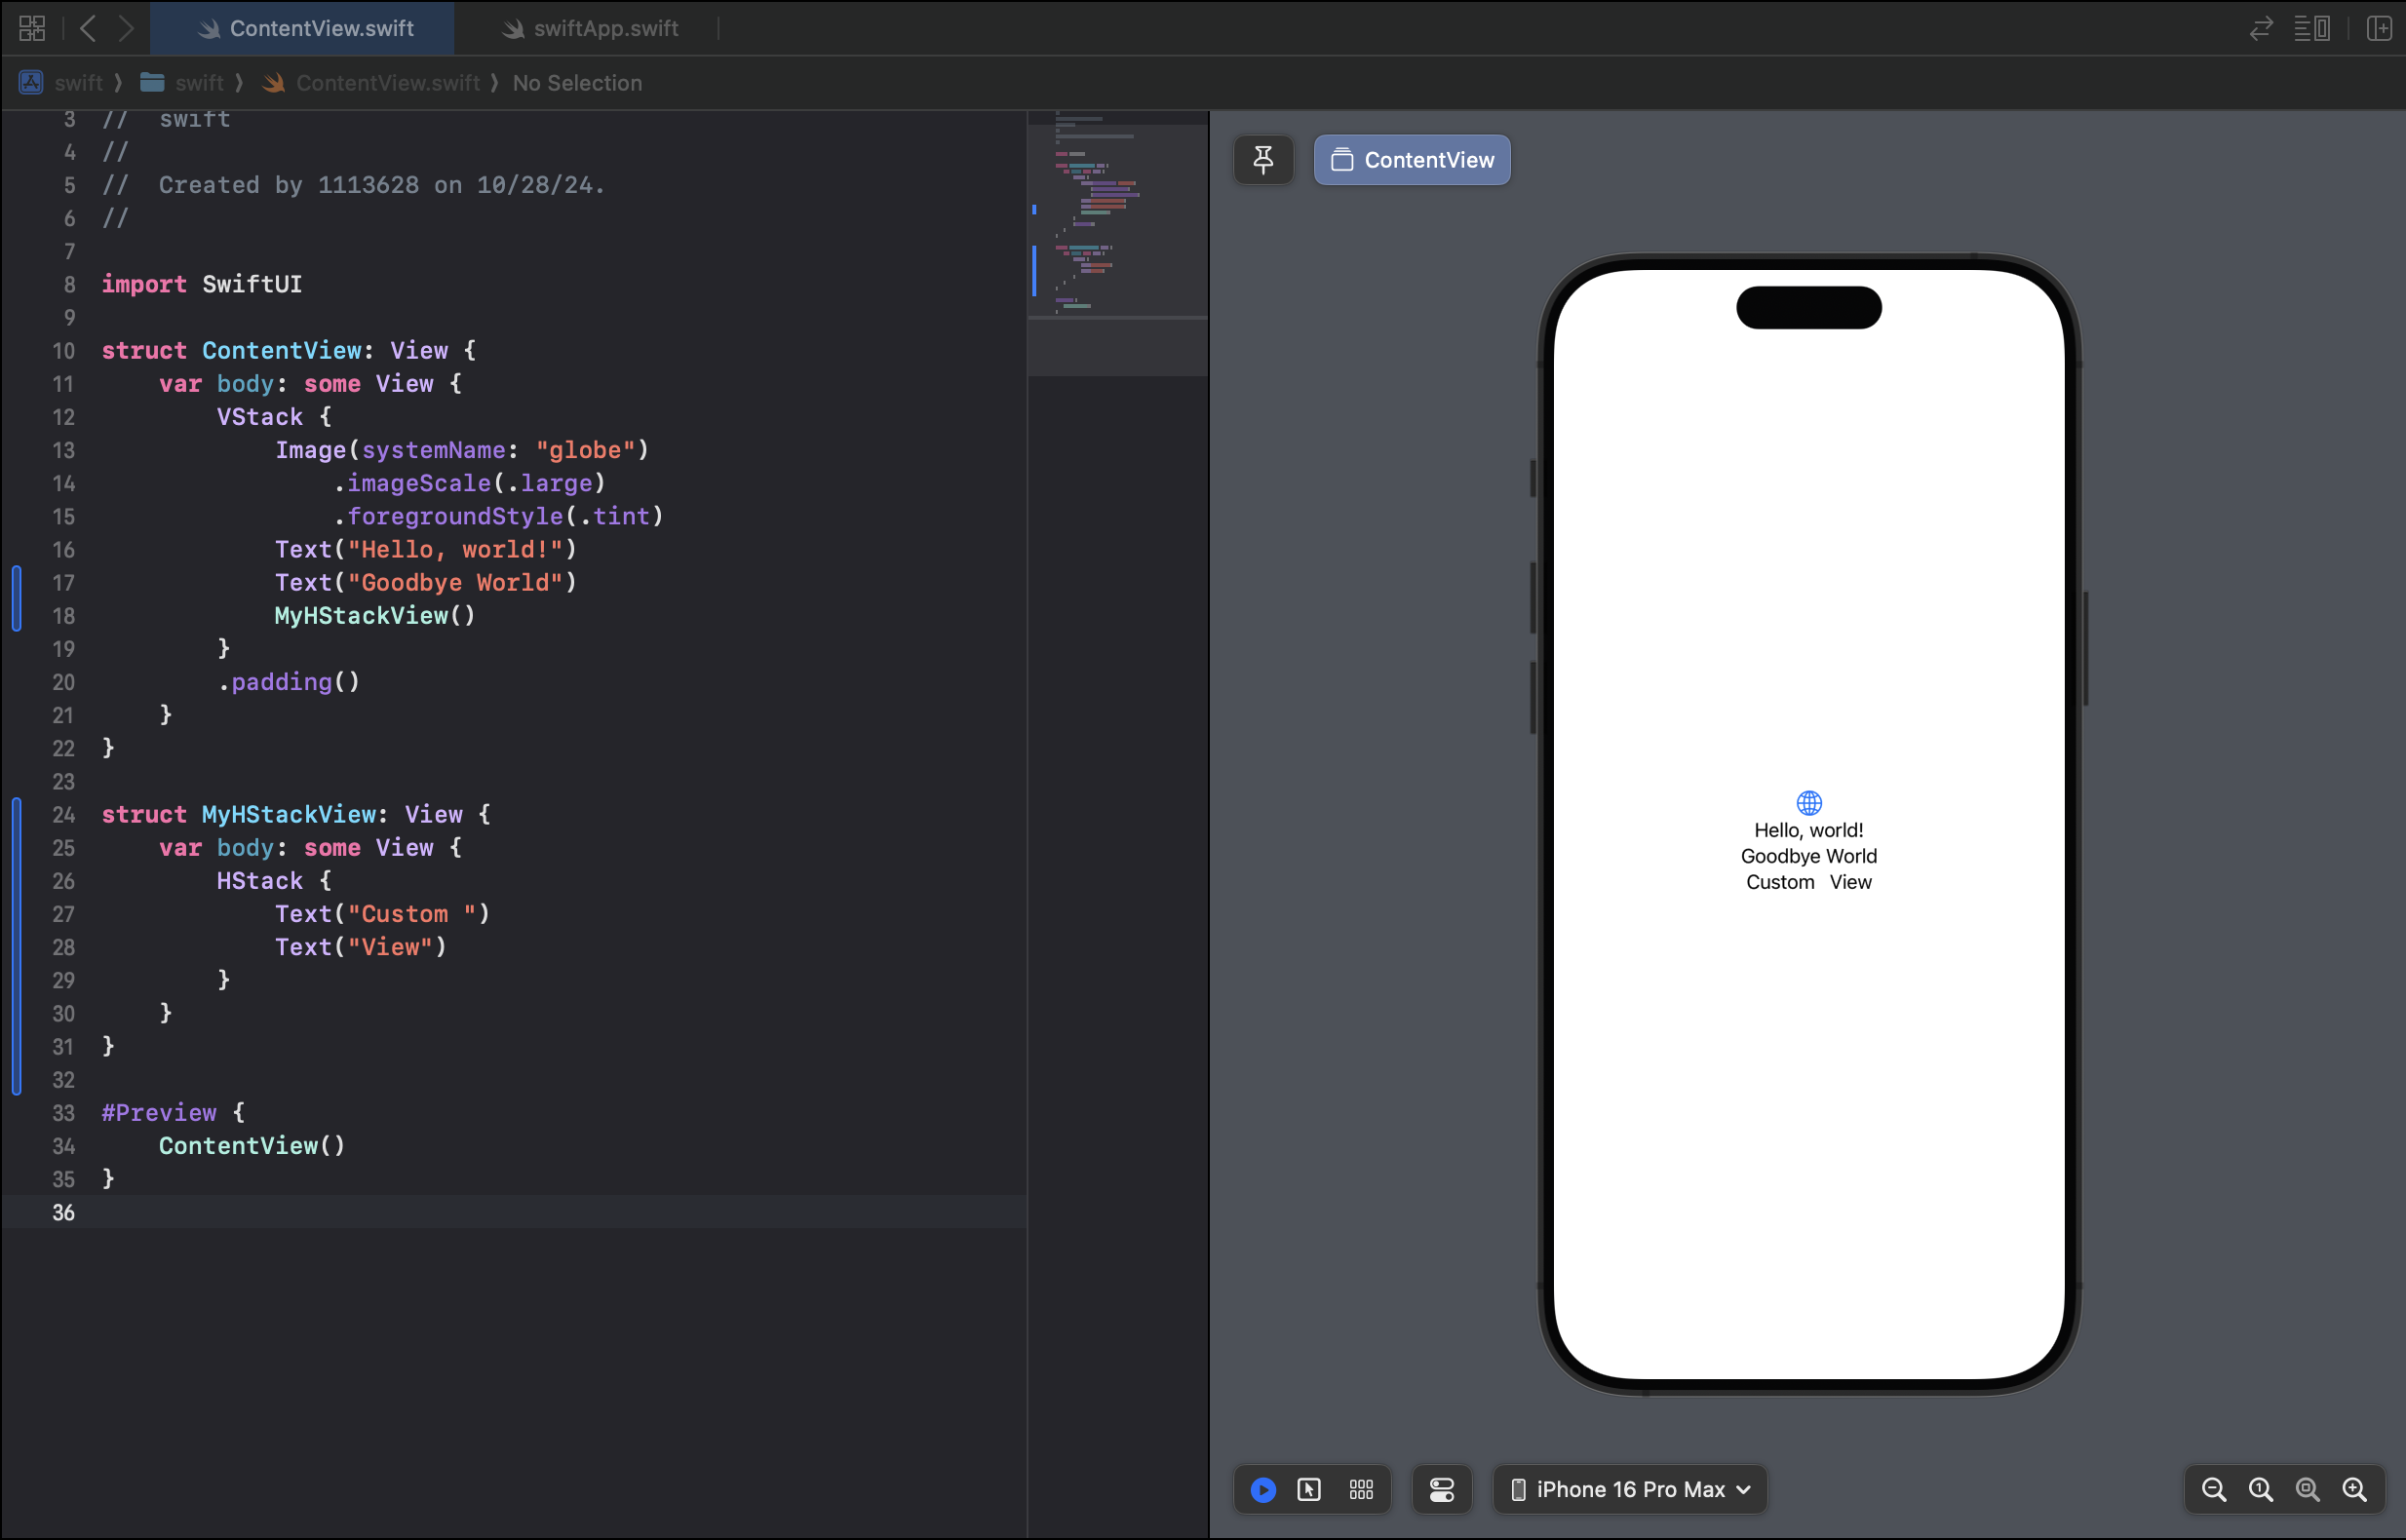 ContentView.swift
swiftApp.swift
swift ⟩ swift ⟩ ContentView.swift ⟩ No Selection
3 //  swift
4 //
5 //  Created by 1113628 on 10/28/24.
6 //
7
8 import SwiftUI
9
10 struct ContentView: View {
11     var body: some View {
12         VStack {
13             Image(systemName: "globe")
14                 .imageScale(.large)
15                 .foregroundStyle(.tint)
16             Text("Hello, world!")
17             Text("Goodbye World")
18             MyHStackView()
19         }
20         .padding()
21     }
22 }
23
24 struct MyHStackView: View {
25     var body: some View {
26         HStack {
27             Text("Custom ")
28             Text("View")
29         }
30     }
31 }
32
33 #Preview {
34     ContentView()
35 }
36
ContentView
Hello, world!
Goodbye World
Custom  View
iPhone 16 Pro Max